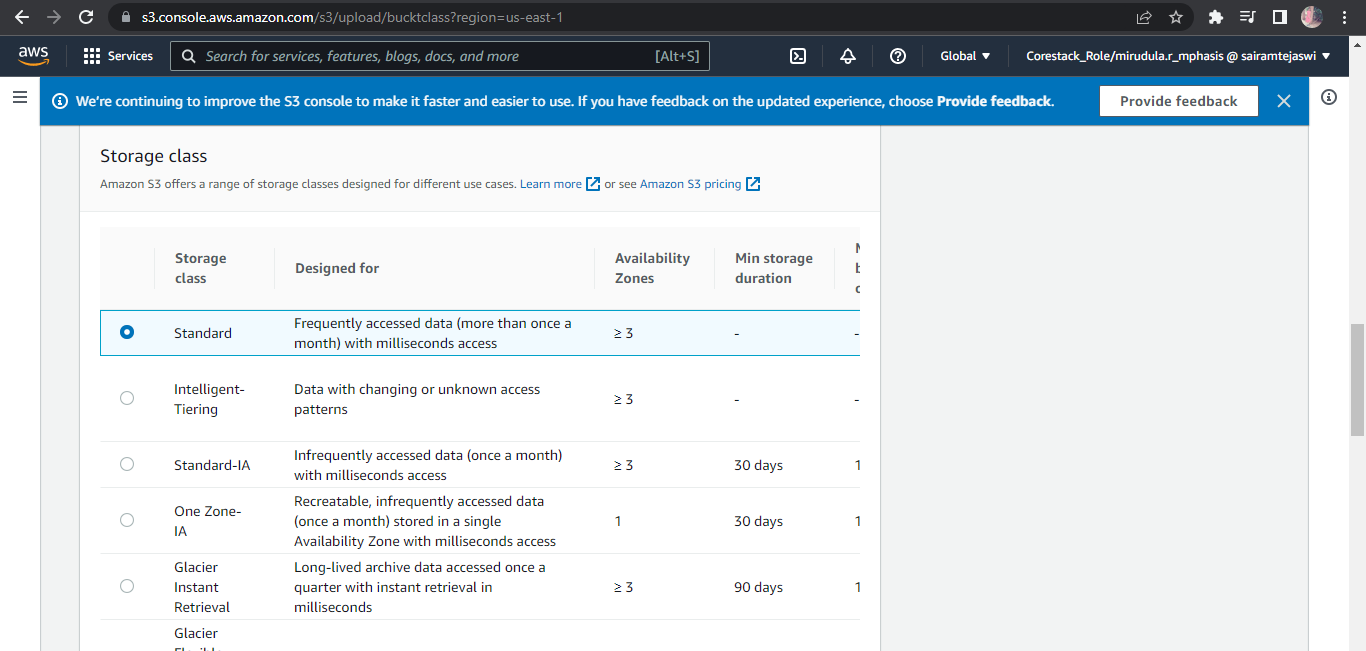 s3.console.aws.amazon.com/s3/upload/bucktclass?region=us-east-1
aws
Services
Search for services, features, blogs, docs, and more
[Alt+S]
Global
Corestack_Role/mirudula.r_mphasis @ sairamtejaswi
We're continuing to improve the S3 console to make it faster and easier to use. If you have feedback on the updated experience, choose Provide feedback.
Provide feedback
Storage class
Amazon S3 offers a range of storage classes designed for different use cases. Learn more or see Amazon S3 pricing
Storage
class
Designed for
Availability
Zones
Min storage
duration
Standard
Frequently accessed data (more than once a
month) with milliseconds access
≥ 3
-
-
Intelligent-
Tiering
Data with changing or unknown access
patterns
≥ 3
-
-
Standard-IA
Infrequently accessed data (once a month)
with milliseconds access
≥ 3
30 days
1
One Zone-
IA
Recreatable, infrequently accessed data
(once a month) stored in a single
Availability Zone with milliseconds access
1
30 days
1
Glacier
Instant
Retrieval
Long-lived archive data accessed once a
quarter with instant retrieval in
milliseconds
≥ 3
90 days
1
Glacier